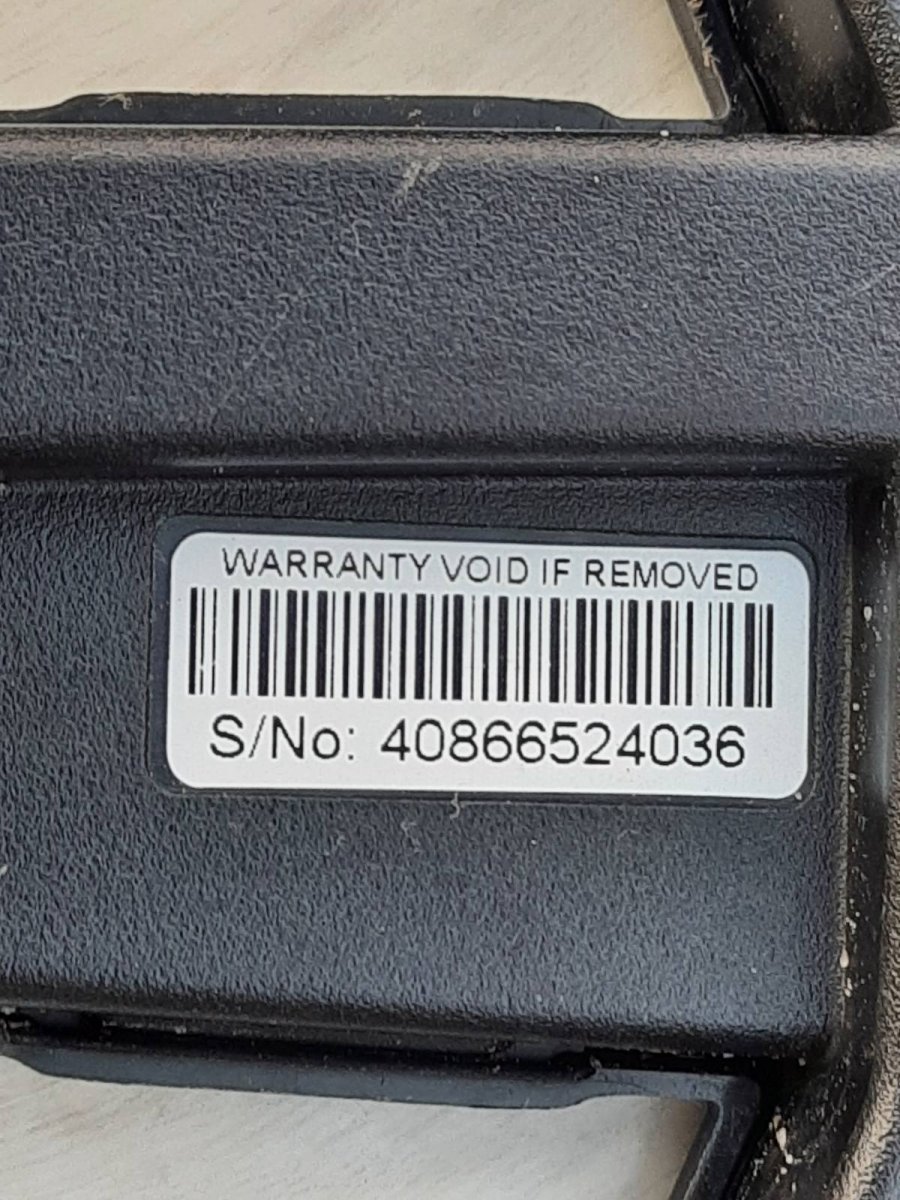 WARRANTY VOID IF REMOVED
S/No: 40866524036